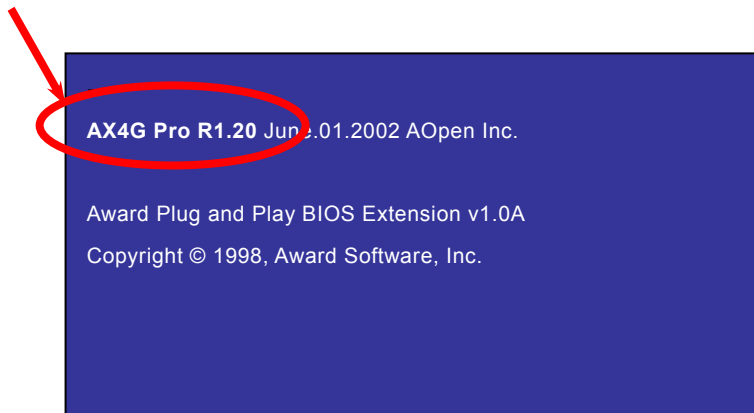 AX4G Pro R1.20 June.01.2002 AOpen Inc.
Award Plug and Play BIOS Extension v1.0A
Copyright © 1998, Award Software, Inc.